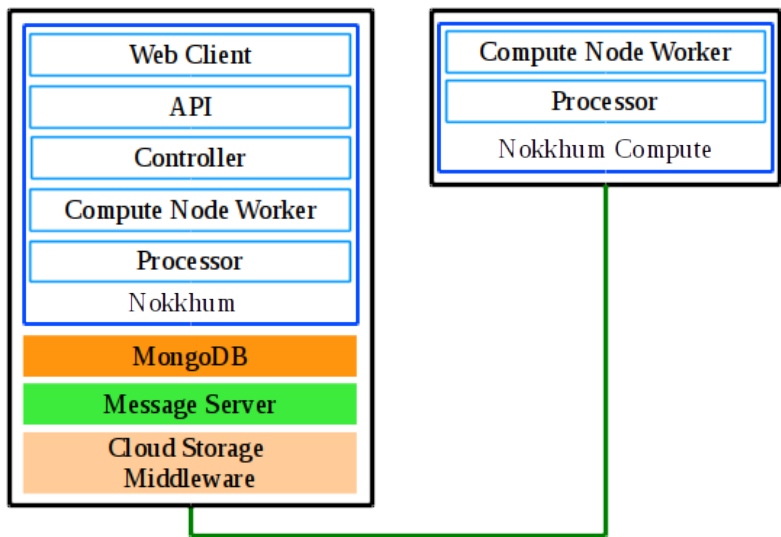 Web Client
API
Controller
Compute Node Worker
Processor
Nokkhum
MongoDB
Message Server
Cloud Storage
Middleware
Compute Node Worker
Processor
Nokkhum Compute